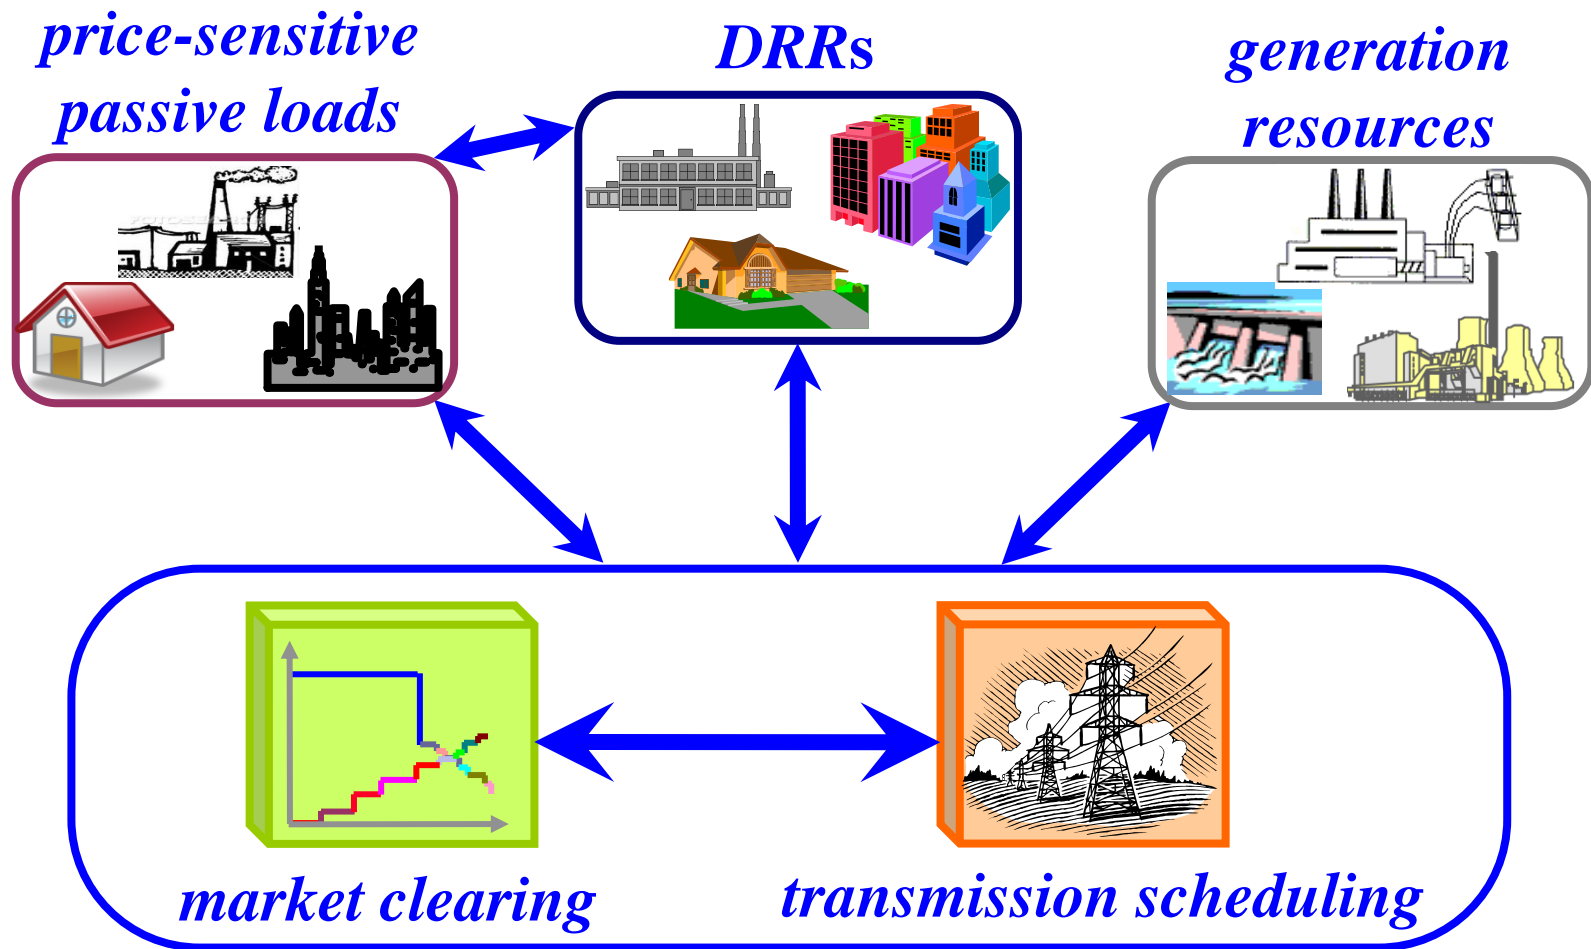 price-sensitive
passive loads
DRRs
generation
resources
market clearing
transmission scheduling